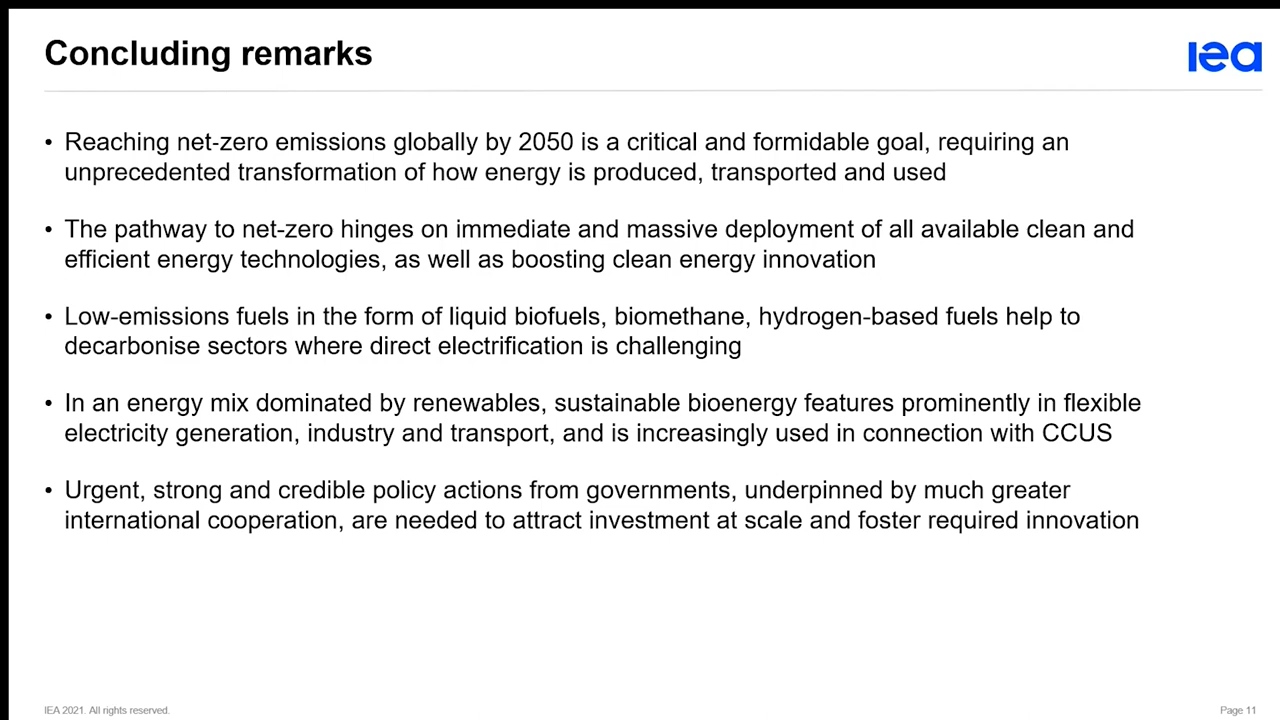 Concluding remarks
iea
• Reaching net-zero emissions globally by 2050 is a critical and formidable goal, requiring an
unprecedented transformation of how energy is produced, transported and used
• The pathway to net-zero hinges on immediate and massive deployment of all available clean and
efficient energy technologies, as well as boosting clean energy innovation
• Low-emissions fuels in the form of liquid biofuels, biomethane, hydrogen-based fuels help to
decarbonise sectors where direct electrification is challenging
• In an energy mix dominated by renewables, sustainable bioenergy features prominently in flexible
electricity generation, industry and transport, and is increasingly used in connection with CCUS
• Urgent, strong and credible policy actions from governments, underpinned by much greater
international cooperation, are needed to attract investment at scale and foster required innovation
IEA 2021. All rights reserved.
Page 11